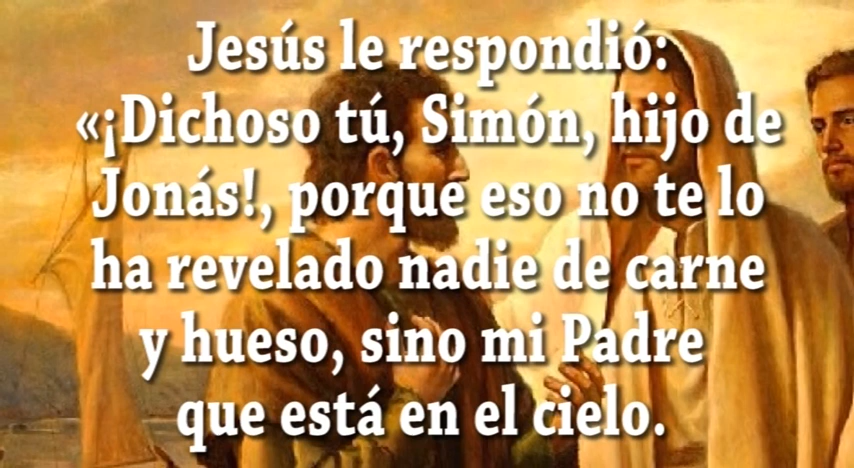 Jesús le respondió:
«¡Dichoso tú, Simón, hijo de
Jonás!, porque eso no te lo
ha revelado nadie de carne
y hueso, sino mi Padre
que está en el cielo.